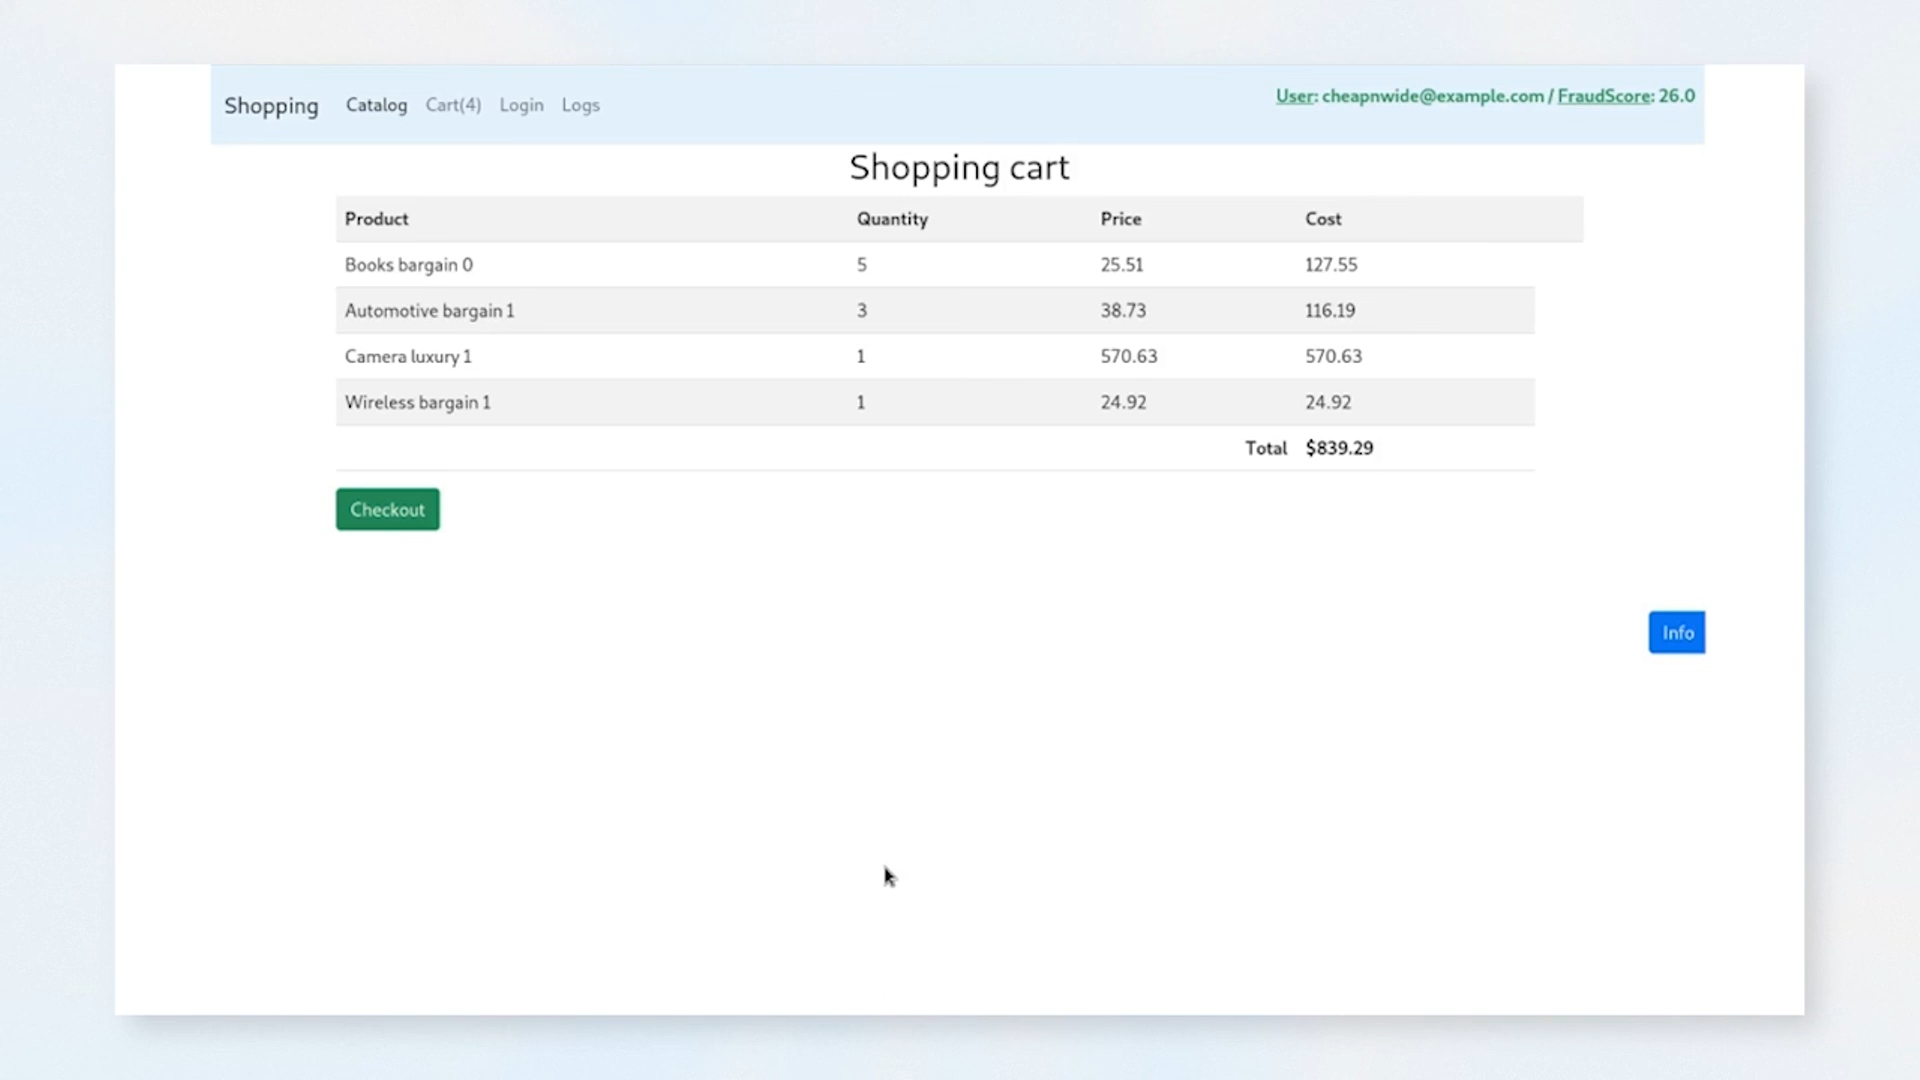 Shopping Catalog Cart(4) Login Logs
User: cheapnwide@example.com / FraudScore: 26.0
Shopping cart
Product Quantity Price Cost
Books bargain 0 5 25.51 127.55
Automotive bargain 1 3 38.73 116.19
Camera luxury 1 1 570.63 570.63
Wireless bargain 1 1 24.92 24.92
Total $839.29
Checkout
Info